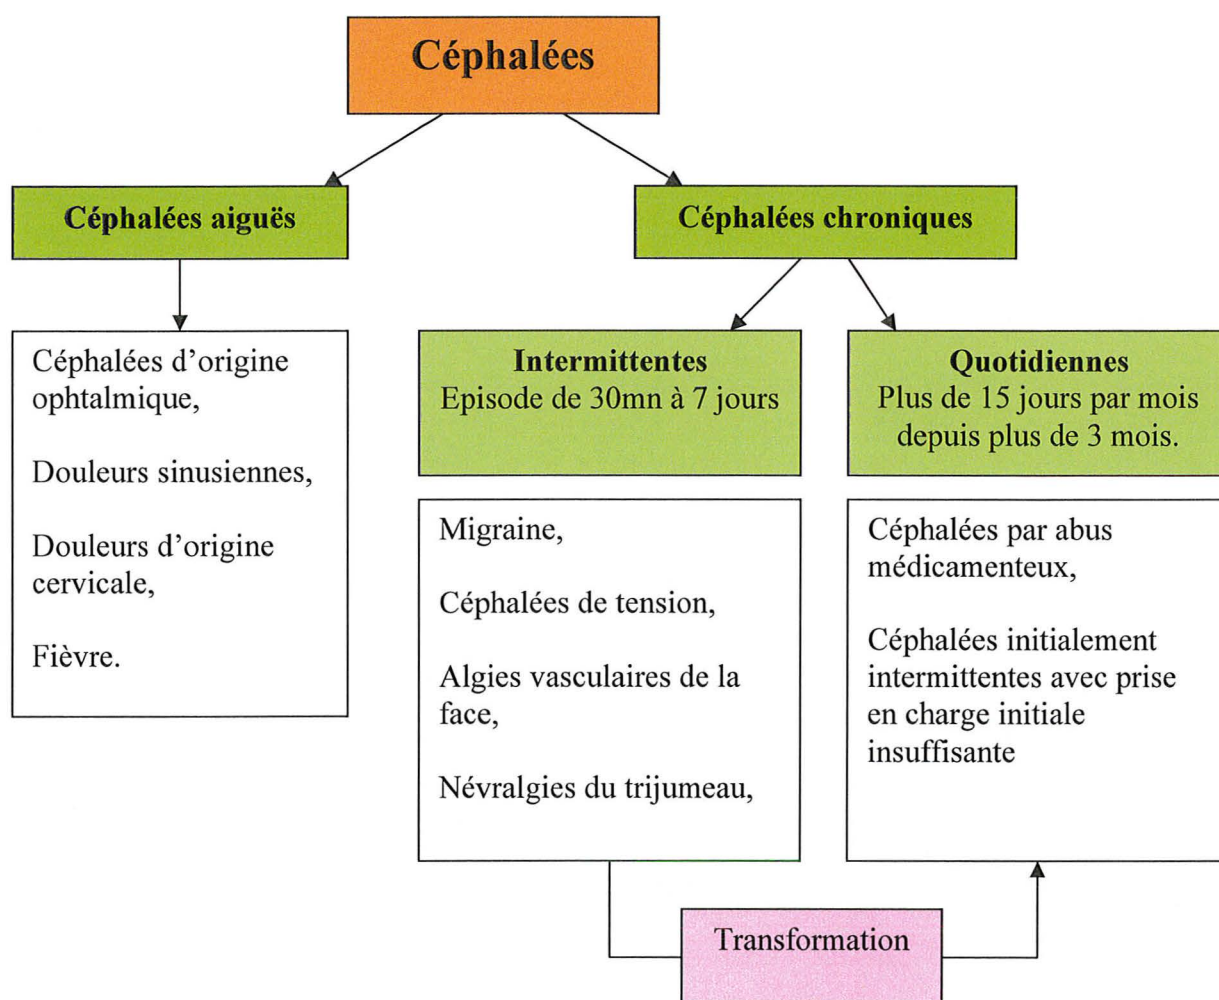 Céphalées
Céphalées aiguës
Céphalées chroniques
Céphalées d’origine
ophtalmique,
Douleurs sinusiennes,
Douleurs d’origine
cervicale,
Fièvre.
Intermittentes
Episode de 30mn à 7 jours
Migraine,
Céphalées de tension,
Algies vasculaires de la
face,
Névralgies du trijumeau,
Quotidiennes
Plus de 15 jours par mois
depuis plus de 3 mois.
Céphalées par abus
médicamenteux,
Céphalées initialement
intermittentes avec prise
en charge initiale
insuffisante
Transformation